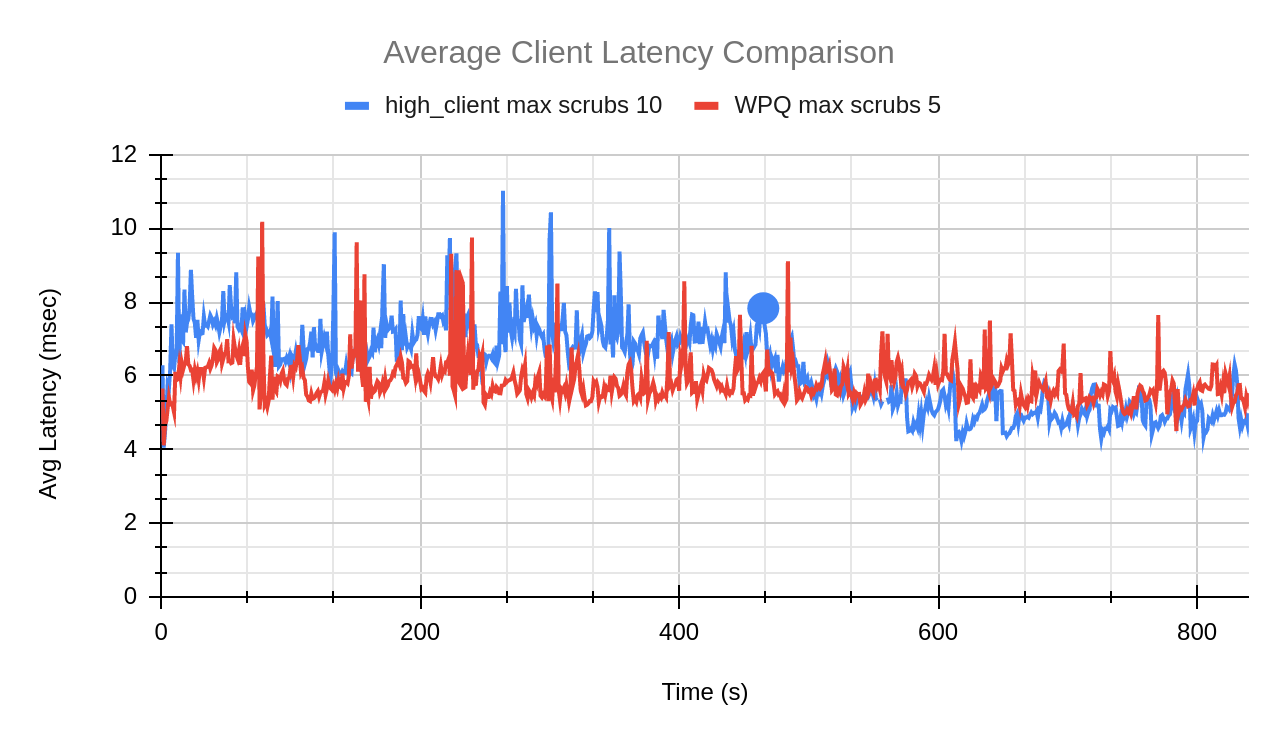 Average Client Latency Comparison
high_client max scrubs 10 WPQ max scrubs 5
Avg Latency (msec)
12
10
8
6
4
2
0
0 200 400 600 800
Time (s)